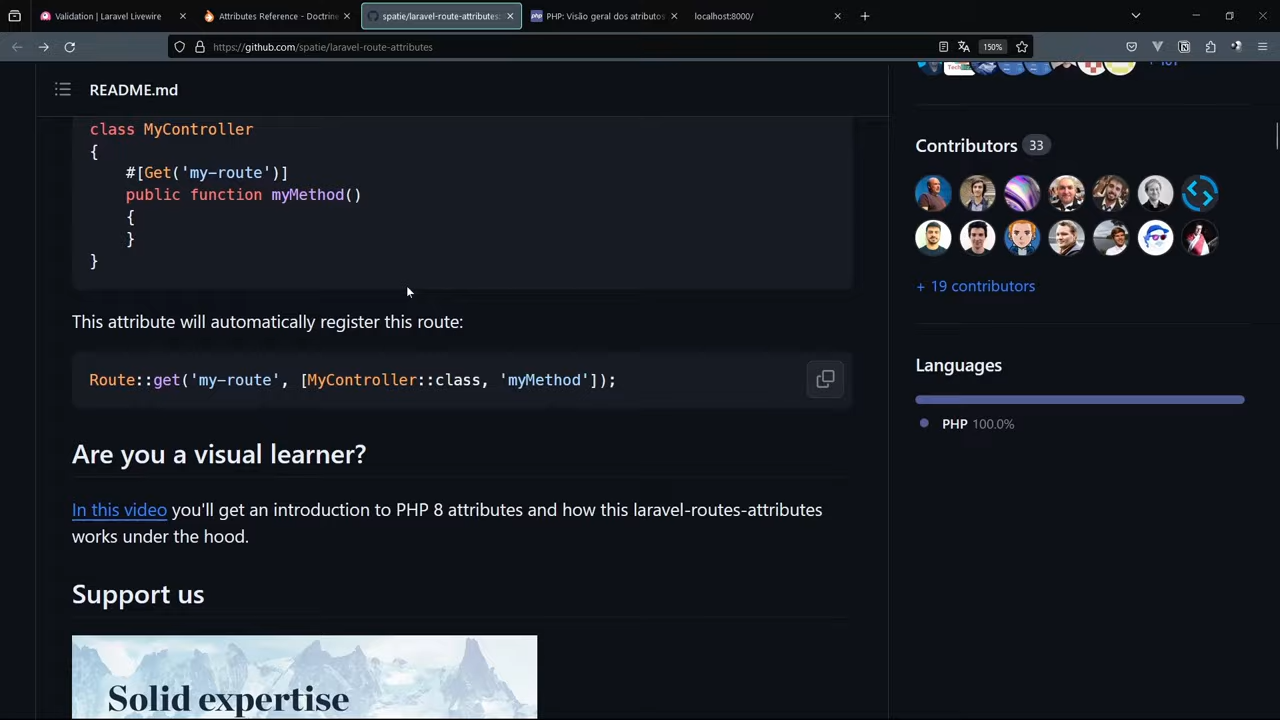 Validation | Laravel Livewire
Attributes Reference - Doctrine
spatie/laravel-route-attributes:
php PHP: Visão geral dos atributos
localhost:8000/
https://github.com/spatie/laravel-route-attributes
150%
README.md
class MyController
{
#[Get('my-route')]
public function myMethod()
{
}
}
This attribute will automatically register this route:
Route::get('my-route', [MyController::class, 'myMethod']);
Are you a visual learner?
In this video you'll get an introduction to PHP 8 attributes and how this laravel-routes-attributes
works under the hood.
Support us
Solid expertise
Contributors 33
+ 19 contributors
Languages
PHP 100.0%